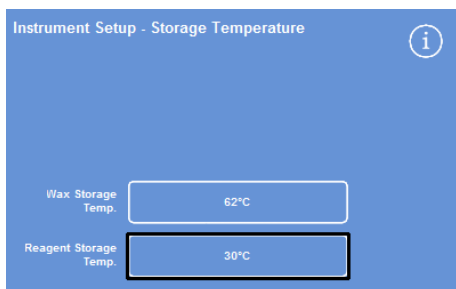 Instrument Setup - Storage Temperature
i
Wax Storage
Temp.
62°C
Reagent Storage
Temp.
30°C